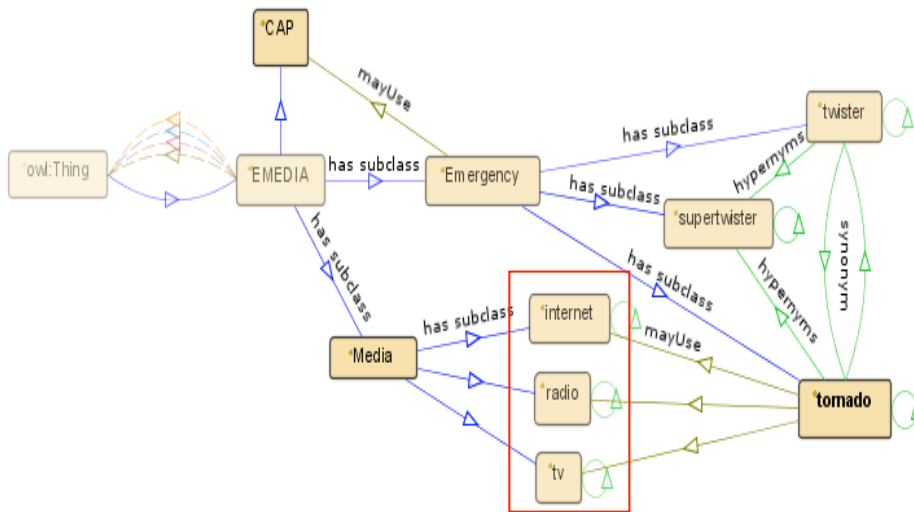 *CAP
mayUse
*twister
has subclass
*owl:Thing
*EMEDIA
has subclass
*Emergency
hypernyms
has subclass
*supertwister
synonym
has subclass
has subclass
hypernyms
has subclass
*internet
mayUse
*Media
*radio
*tornado
*tv